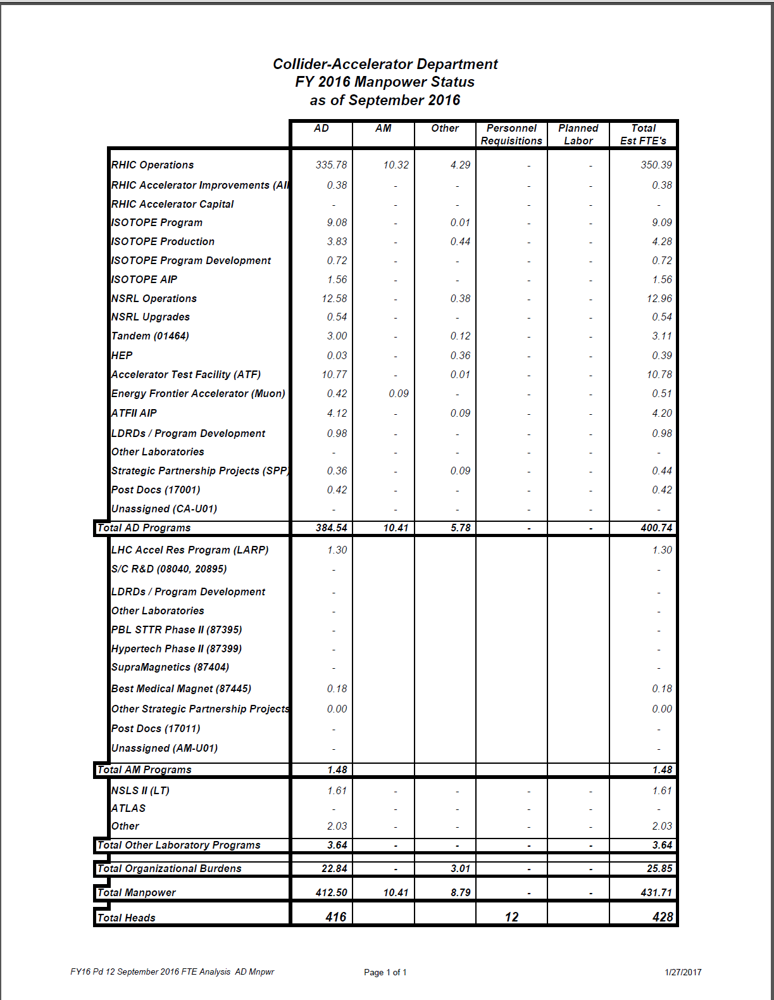 Collider-Accelerator Department
FY 2016 Manpower Status
as of September 2016
AD AM Other Personnel Requisitions Planned Labor Total Est FTE's
RHIC Operations 335.78 10.32 4.29 - - 350.39
RHIC Accelerator Improvements (AI 0.38 - - - - 0.38
RHIC Accelerator Capital - - - - - -
ISOTOPE Program 9.08 - 0.01 - - 9.09
ISOTOPE Production 3.83 - 0.44 - - 4.28
ISOTOPE Program Development 0.72 - - - - 0.72
ISOTOPE AIP 1.56 - - - - 1.56
NSRL Operations 12.58 - 0.38 - - 12.96
NSRL Upgrades 0.54 - - - - 0.54
Tandem (01464) 3.00 - 0.12 - - 3.11
HEP 0.03 - 0.36 - - 0.39
Accelerator Test Facility (ATF) 10.77 - 0.01 - - 10.78
Energy Frontier Accelerator (Muon) 0.42 0.09 - - - 0.51
ATFII AIP 4.12 - 0.09 - - 4.20
LDRDs / Program Development 0.98 - - - - 0.98
Other Laboratories - - - - - -
Strategic Partnership Projects (SPP) 0.36 - 0.09 - - 0.44
Post Docs (17001) 0.42 - - - - 0.42
Unassigned (CA-U01) - - - - - -
Total AD Programs 384.54 10.41 5.78 - - 400.74
LHC Accel Res Program (LARP) 1.30 1.30
S/C R&D (08040, 20895) - -
LDRDs / Program Development - -
Other Laboratories - -
PBL STTR Phase II (87395) - -
Hypertech Phase II (87399) - -
SupraMagnetics (87404) - -
Best Medical Magnet (87445) 0.18 0.18
Other Strategic Partnership Projects 0.00 0.00
Post Docs (17011) - -
Unassigned (AM-U01) - -
Total AM Programs 1.48 1.48
NSLS II (LT) 1.61 - - - - 1.61
ATLAS - - - - - -
Other 2.03 - - - - 2.03
Total Other Laboratory Programs 3.64 - - - - 3.64
Total Organizational Burdens 22.84 - 3.01 - - 25.85
Total Manpower 412.50 10.41 8.79 - - 431.71
Total Heads 416 12 428
FY16 Pd 12 September 2016 FTE Analysis AD Mnpwr Page 1 of 1 1/27/2017